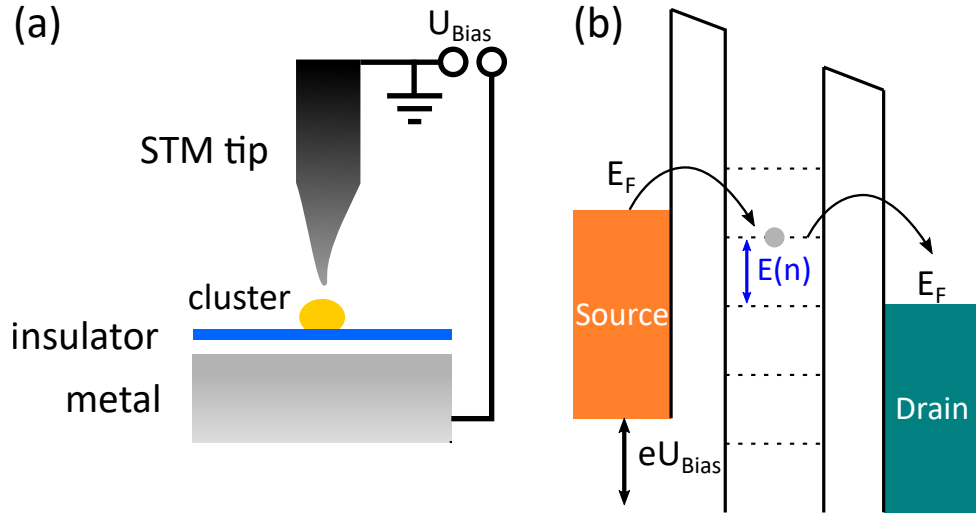 (a)
U_Bias
STM tip
cluster
insulator
metal
(b)
E_F
E(n)
E_F
Source
Drain
eU_Bias